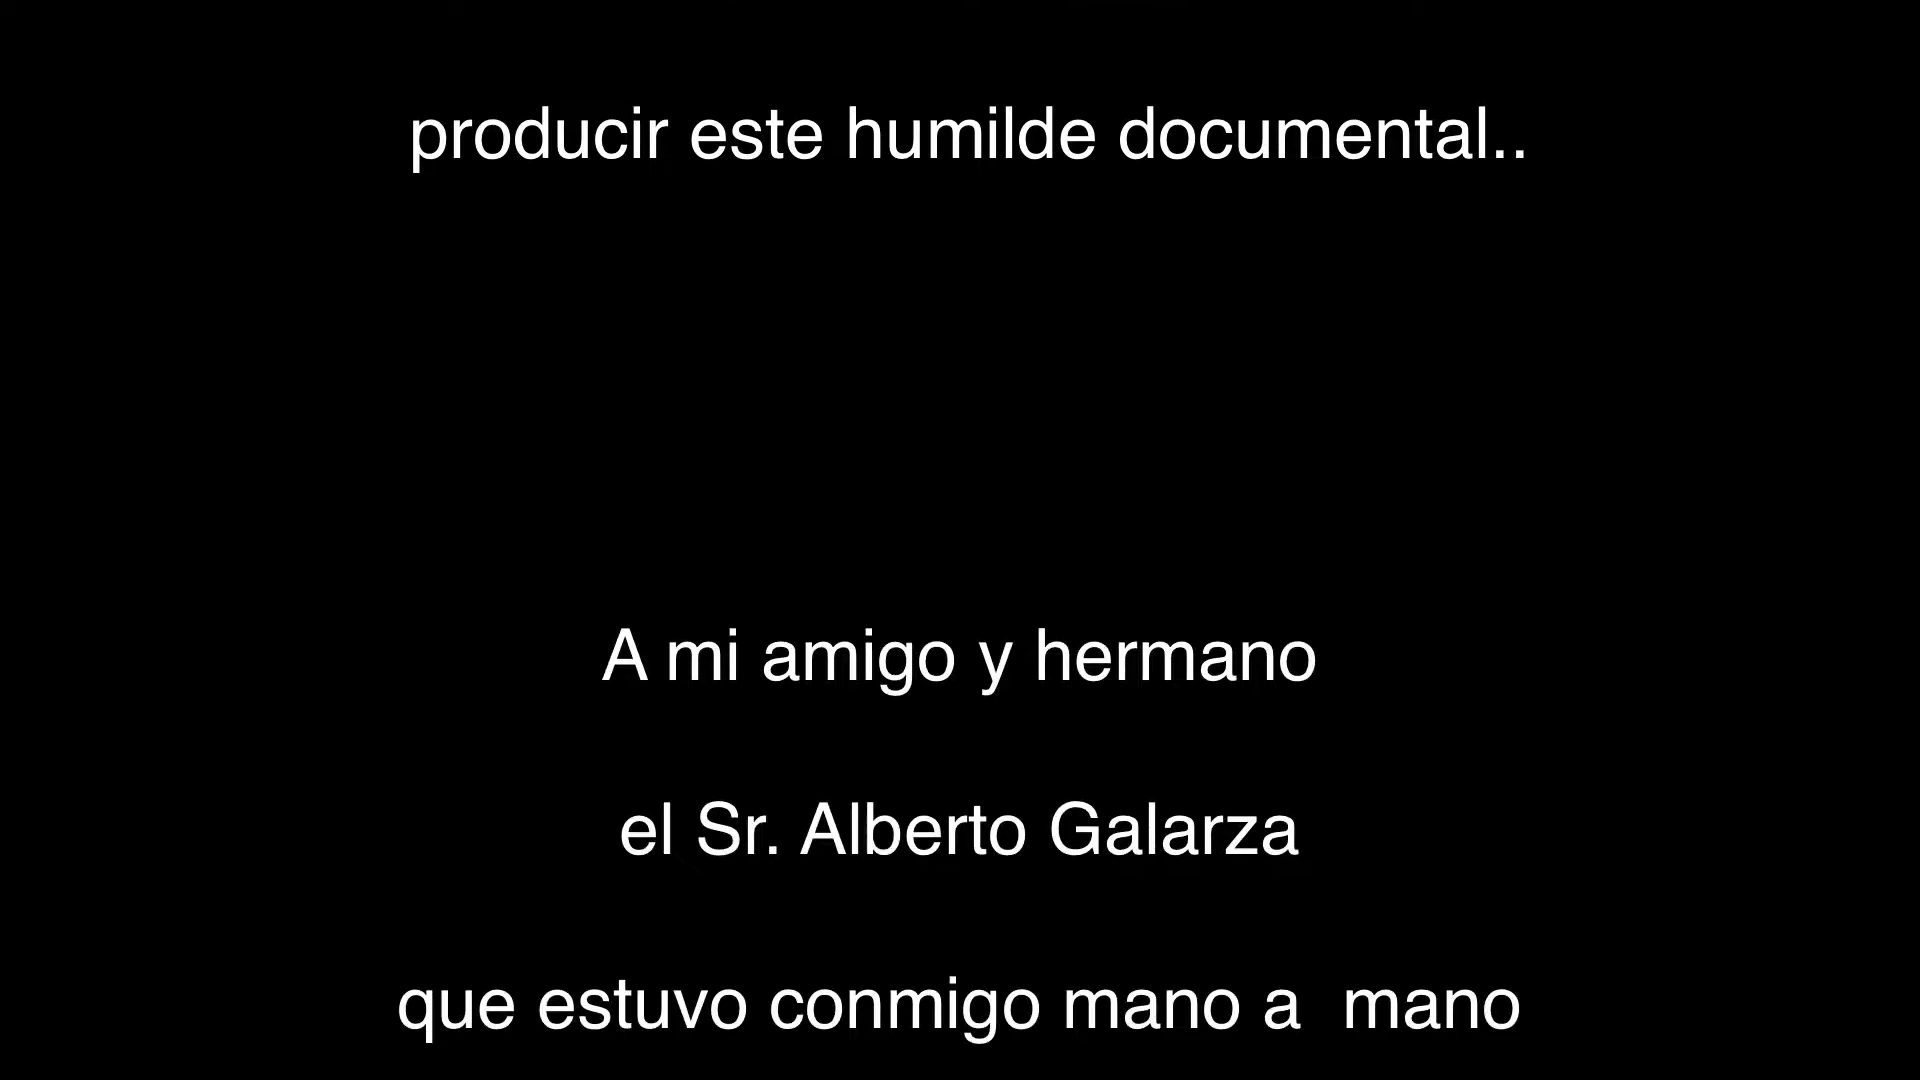 producir este humilde documental..
A mi amigo y hermano
el Sr. Alberto Galarza
que estuvo conmigo mano a  mano